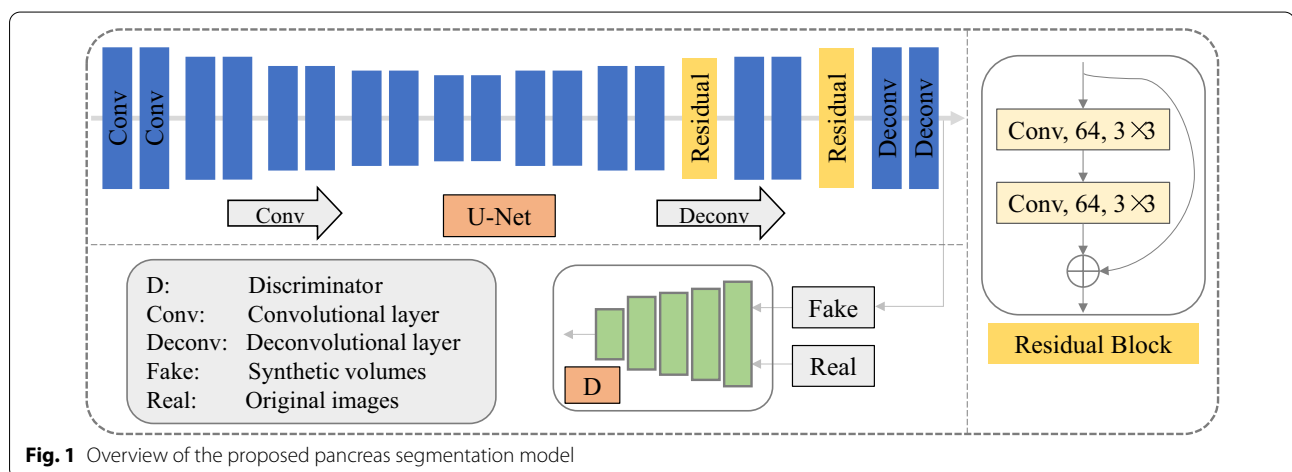 Conv
Conv
Residual
Residual
Deconv
Deconv
Conv
U-Net
Deconv
Conv, 64, 3×3
Conv, 64, 3×3
Residual Block
D: Discriminator
Conv: Convolutional layer
Deconv: Deconvolutional layer
Fake: Synthetic volumes
Real: Original images
Fake
Real
D
Fig. 1 Overview of the proposed pancreas segmentation model